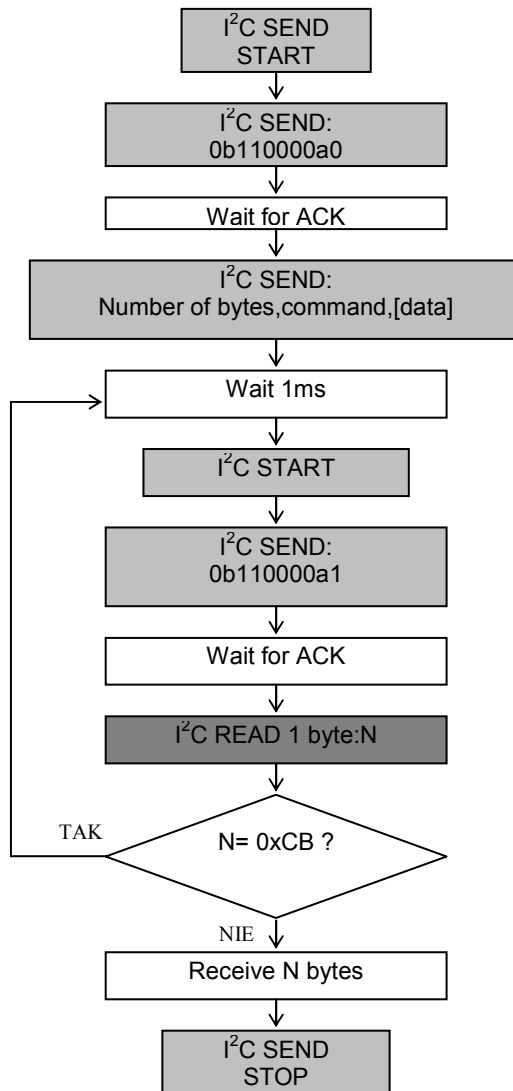 I²C SEND
START
I²C SEND:
0b110000a0
Wait for ACK
I²C SEND:
Number of bytes,command,[data]
Wait 1ms
I²C START
I²C SEND:
0b110000a1
Wait for ACK
I²C READ 1 byte:N
TAK
N= 0xCB ?
NIE
Receive N bytes
I²C SEND
STOP